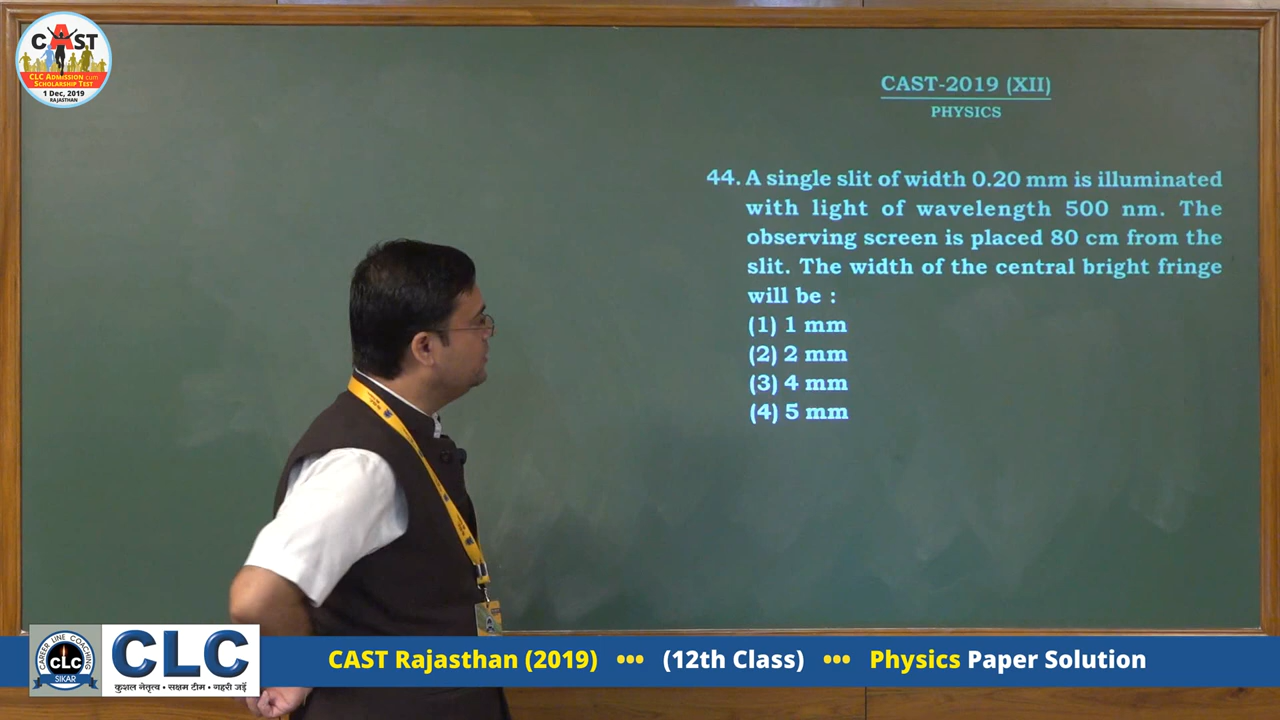 CAST
CLC ADMISSION cum
SCHOLARSHIP TEST
1 Dec, 2019
RAJASTHAN
CAST-2019 (XII)
PHYSICS
44. A single slit of width 0.20 mm is illuminated
with light of wavelength 500 nm. The
observing screen is placed 80 cm from the
slit. The width of the central bright fringe
will be :
(1) 1 mm
(2) 2 mm
(3) 4 mm
(4) 5 mm
CAREER LINE COACHING
CLC
SIKAR
CLC
कुशल नेतृत्व • सक्षम टीम • गहरी जड़ें
CAST Rajasthan (2019) ••• (12th Class) ••• Physics Paper Solution